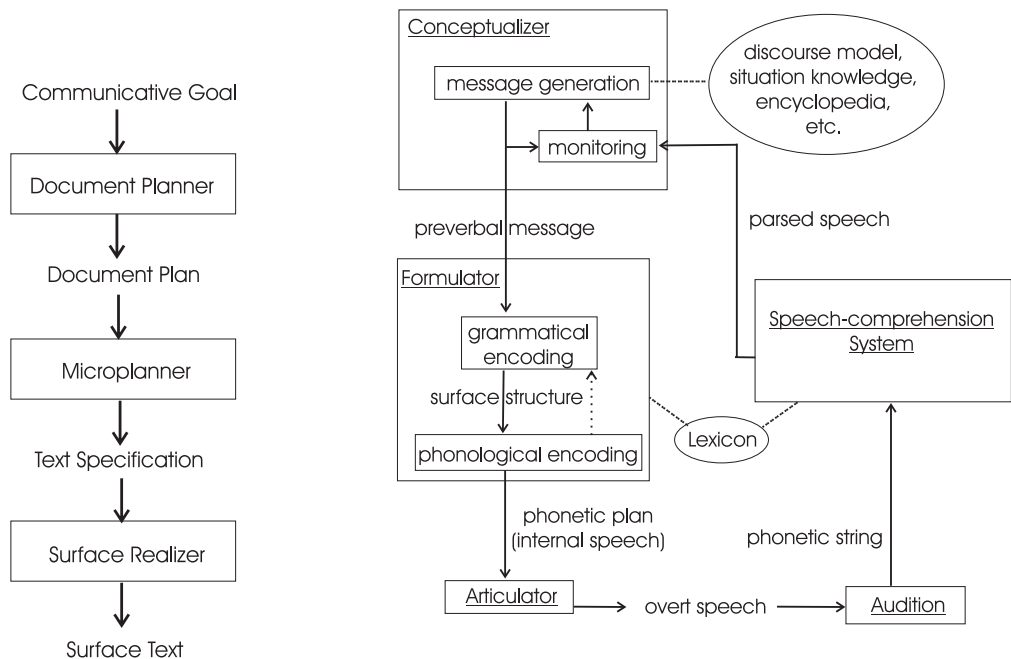 Communicative Goal
Document Planner
Document Plan
Microplanner
Text Specification
Surface Realizer
Surface Text
Conceptualizer
message generation
monitoring
discourse model,
situation knowledge,
encyclopedia,
etc.
preverbal message
parsed speech
Formulator
grammatical
encoding
surface structure
phonological encoding
Lexicon
Speech-comprehension
System
phonetic plan
(internal speech)
phonetic string
Articulator
overt speech
Audition